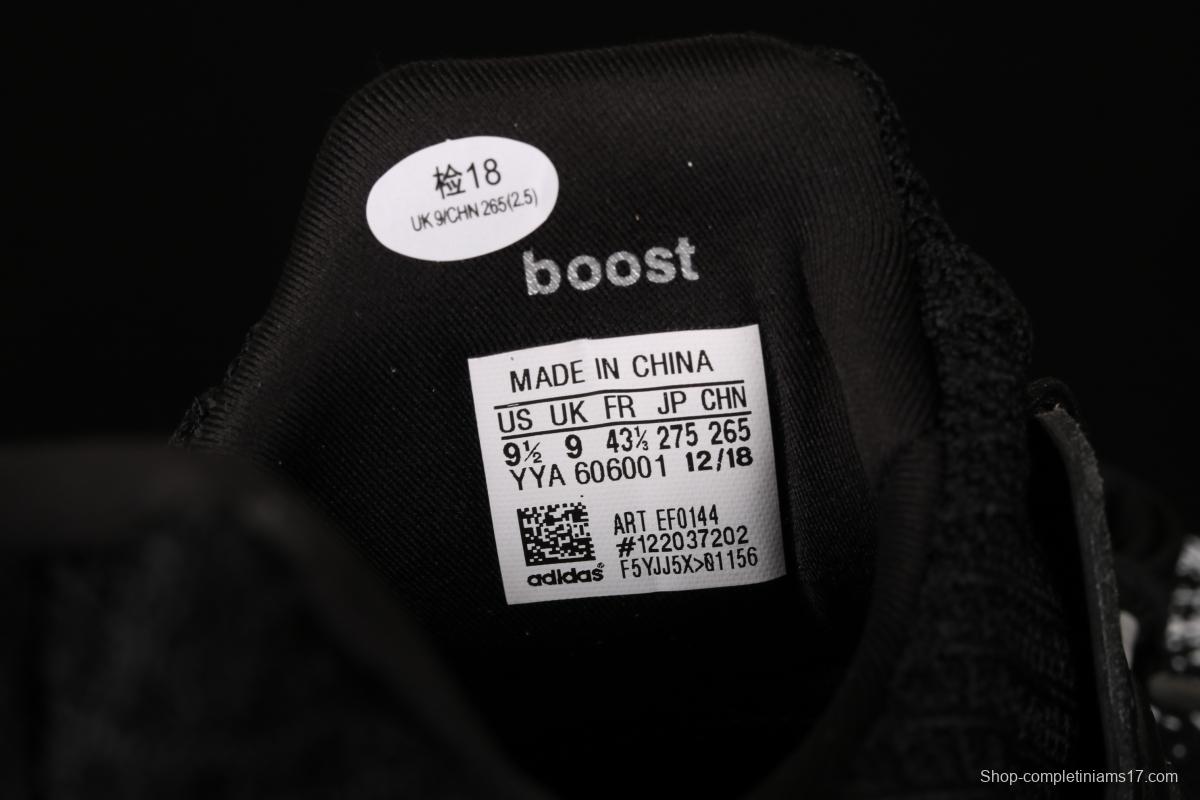 检18
UK 9/CHN 265(2.5)
boost
MADE IN CHINA
US UK FR JP CHN
9½ 9 43⅓ 275 265
YYA 606001 12/18
ART EF0144
#122037202
F5YJJ5X>01156
adidas®
Shop-completiniams17.com